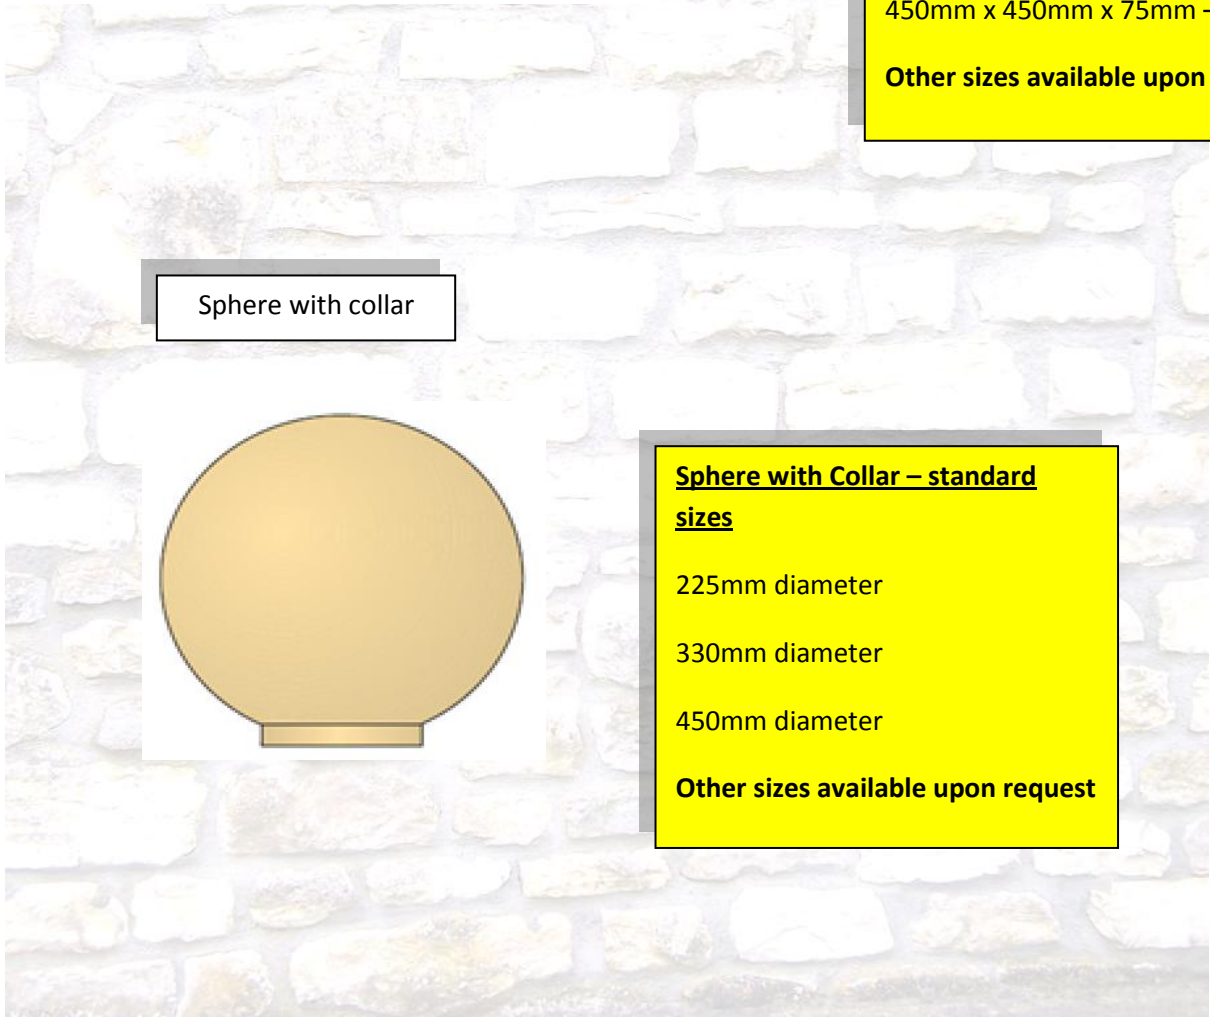 450mm x 450mm x 75mm -
Other sizes available upon
Sphere with collar
Sphere with Collar – standard
sizes
225mm diameter
330mm diameter
450mm diameter
Other sizes available upon request